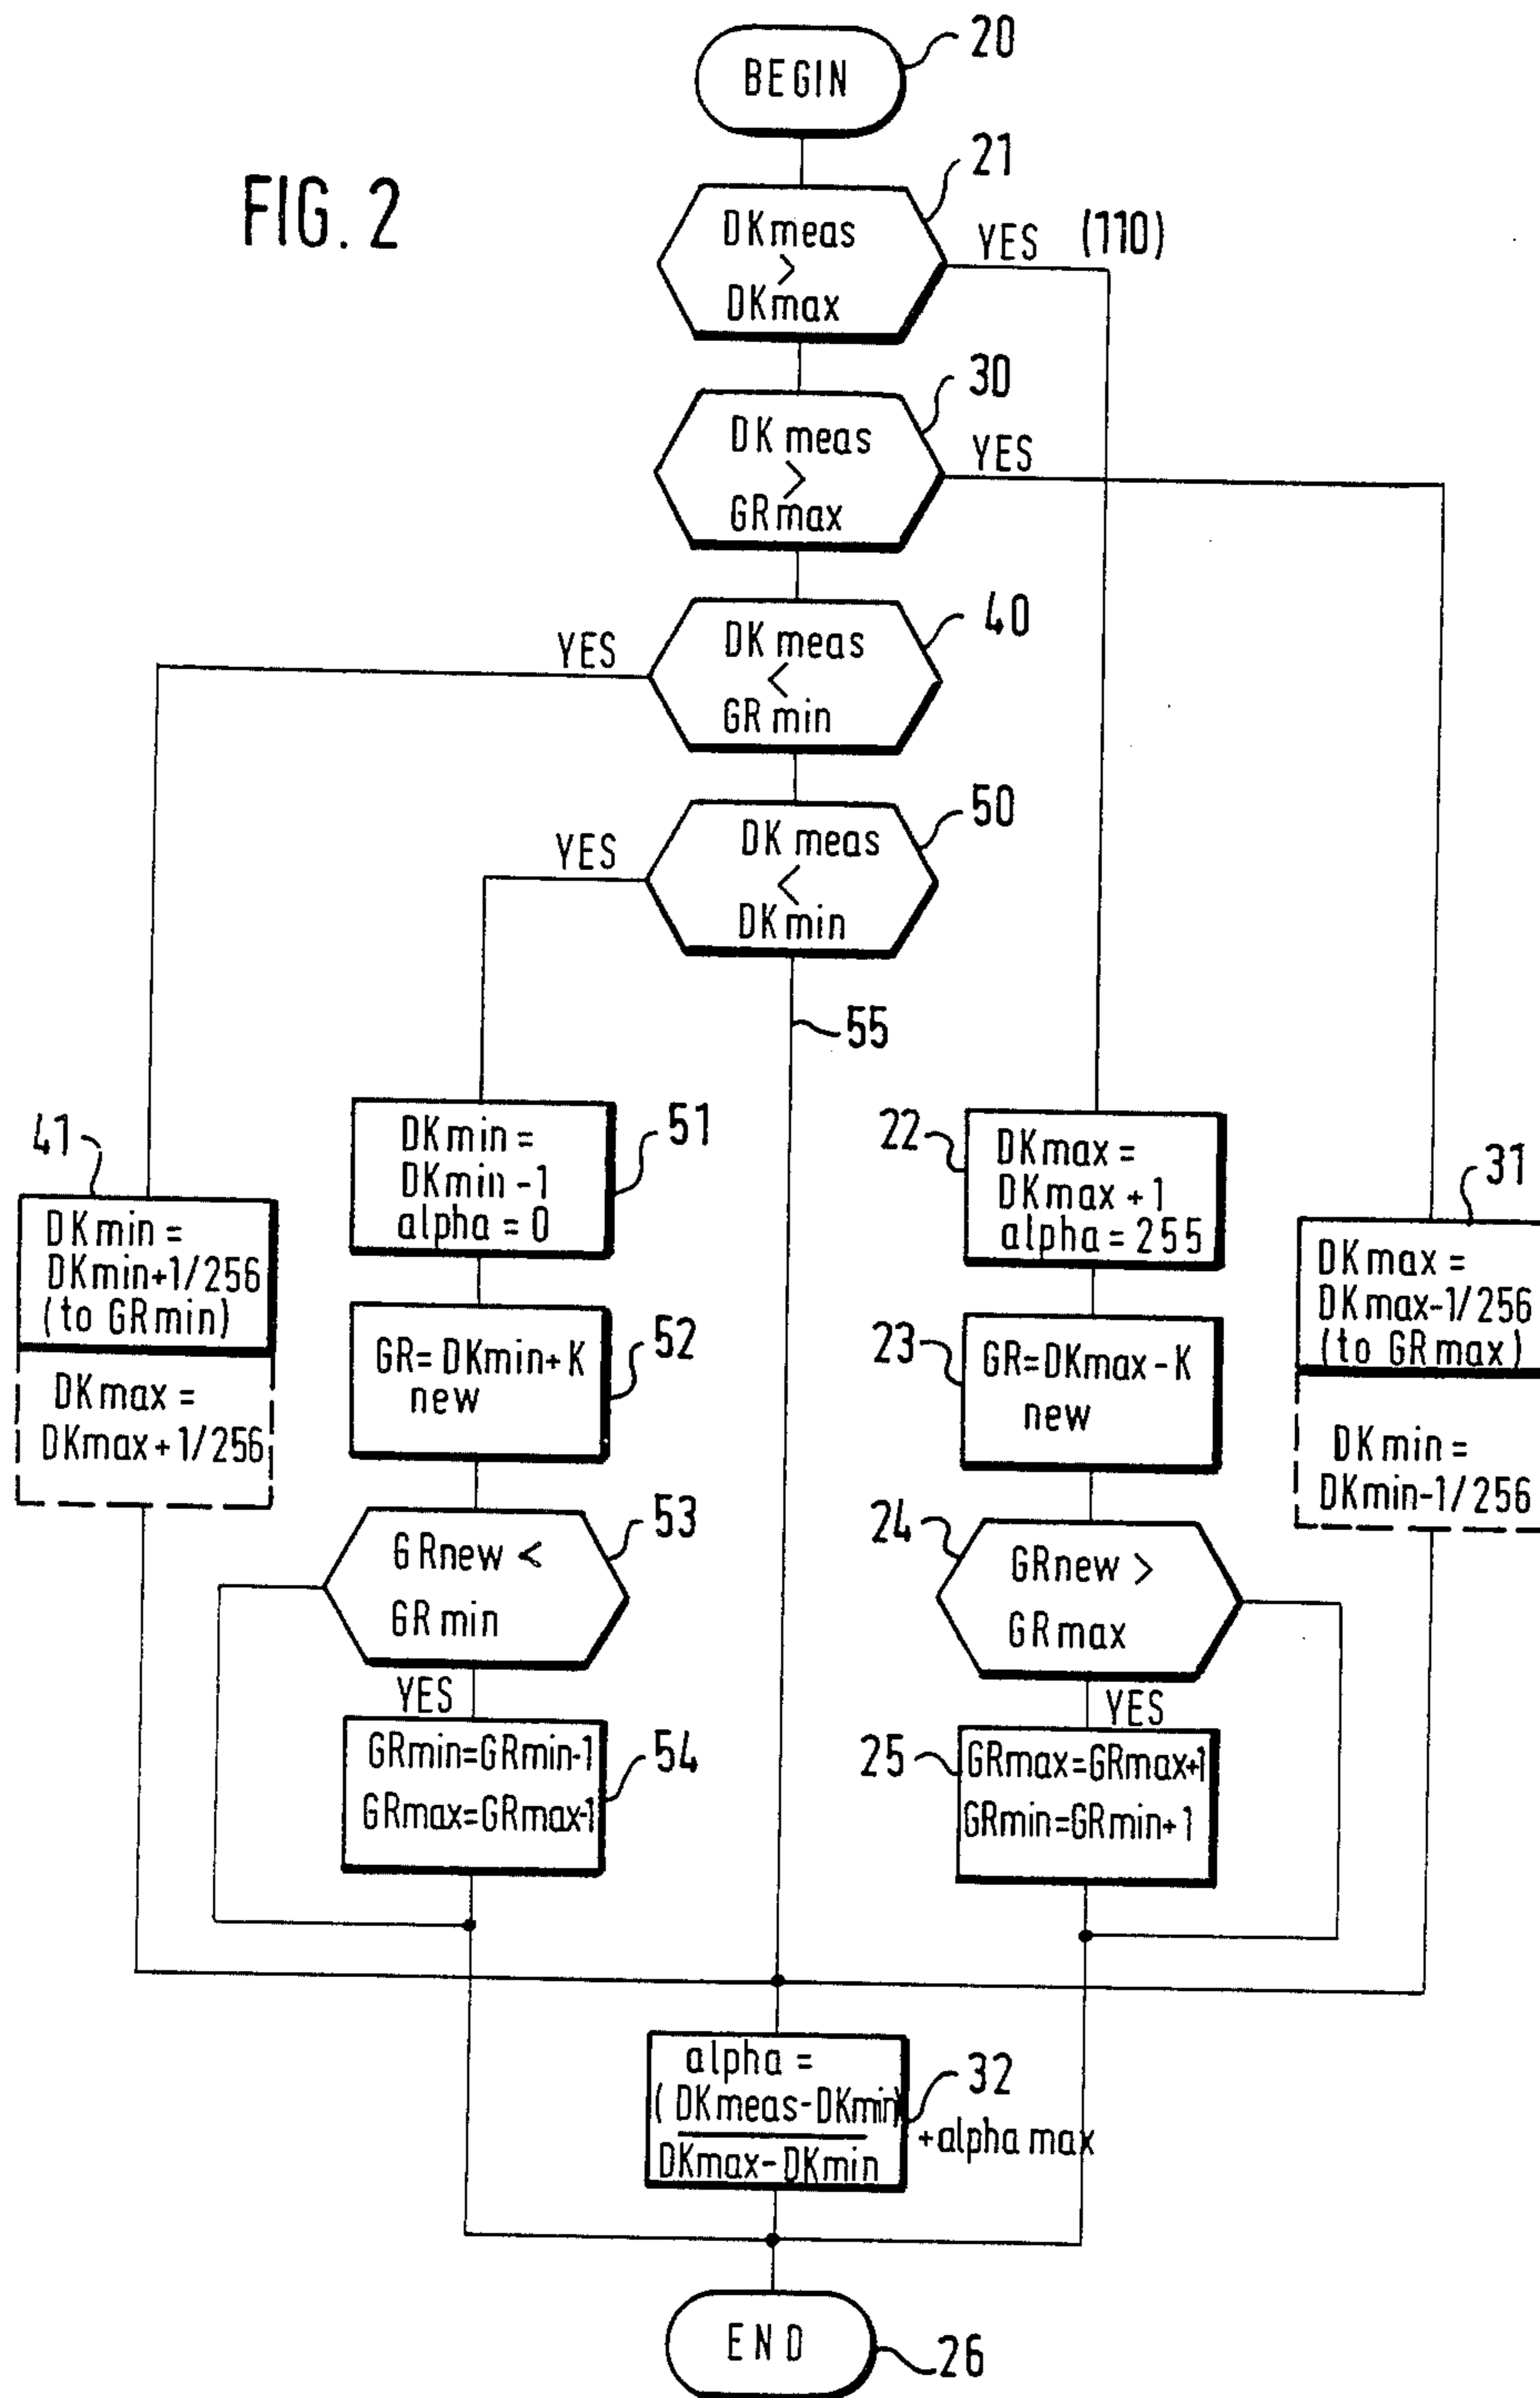 FIG. 2
BEGIN
20
21
DKmeas
>
DKmax
YES (110)
30
DK meas
>
GRmax
YES
40
YES
DK meas
<
GR min
50
YES
DK meas
<
DKmin
55
41
DKmin =
DKmin+1/256
(to GRmin)
DKmax =
DKmax+1/256
51
DKmin =
DKmin -1
alpha = 0
52
GR= DKmin+ K
new
53
GRnew <
GR min
YES
54
GRmin=GRmin-1
GRmax=GRmax-1
22
DKmax =
DKmax +1
alpha = 255
23
GR=DKmax - K
new
24
GRnew >
GRmax
YES
25
GRmax=GRmax+1
GRmin=GRmin+1
31
DKmax =
DKmax-1/256
(to GR max)
DKmin =
DKmin-1/256
alpha =
(DKmeas-DKmin)
DKmax-DKmin
32
+alpha max
END
26